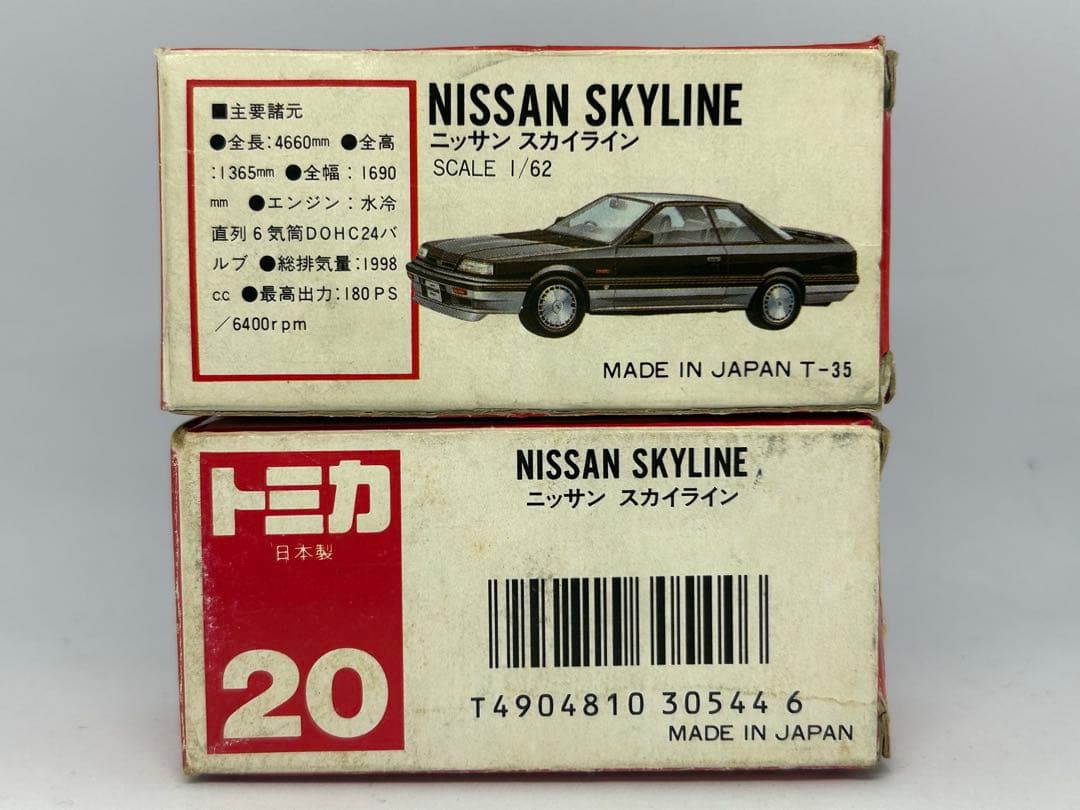 ■主要諸元
●全長:4660mm ●全高
:1365mm ●全幅:1690
mm ●エンジン:水冷
直列6気筒DOHC24バ
ルブ ●総排気量:1998
cc ●最高出力:180PS
/6400rpm
NISSAN SKYLINE
ニッサン スカイライン
SCALE 1/62
MADE IN JAPAN T-35
トミカ
日本製
20
NISSAN SKYLINE
ニッサン スカイライン
T4904810 30544 6
MADE IN JAPAN